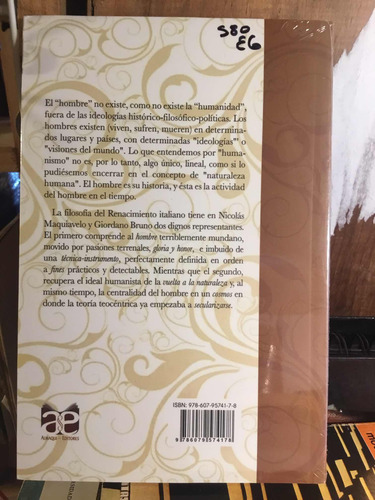 S80
E6
El "hombre" no existe, como no existe la "humanidad",
fuera de las ideologías histórico-filosófico-políticas. Los
hombres existen (viven, sufren, mueren) en determina-
dos lugares y países, con determinadas "ideologías" o
"visiones del mundo". Lo que entendemos por "huma-
nismo" no es, por lo tanto, algo único, lineal, como si lo
pudiésemos encerrar en el concepto de "naturaleza
humana". El hombre es su historia, y ésta es la actividad
del hombre en el tiempo.
La filosofía del Renacimiento italiano tiene en Nicolás
Maquiavelo y Giordano Bruno dos dignos representantes.
El primero comprende al hombre terriblemente mundano,
movido por pasiones terrenales, gloria y honor, e imbuido de
una técnica-instrumento, perfectamente definida en orden
a fines prácticos y detectables. Mientras que el segundo,
recupera el ideal humanista de la vuelta a la naturaleza y, al
mismo tiempo, la centralidad del hombre en un cosmos en
donde la teoría teocéntrica ya empezaba a secularizarse.
ISBN: 978-607-95741-7-8
9 786079 574178
ae